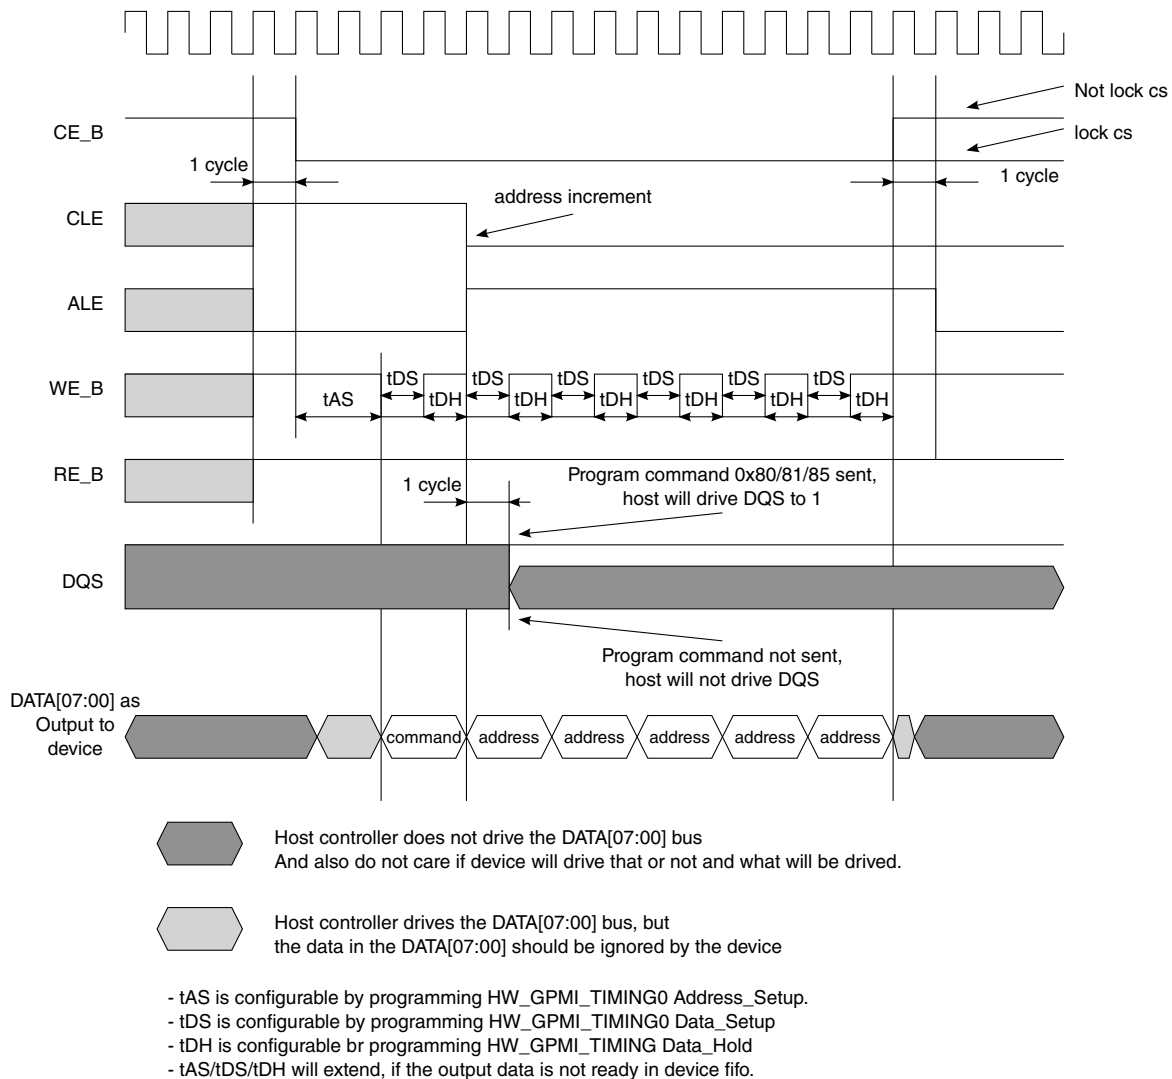 Not lock cs
CE_B
lock cs
1 cycle
1 cycle
CLE
address increment
ALE
WE_B
tDS tDS tDS tDS tDS tDS
tAS tDH tDH tDH tDH tDH tDH
RE_B
1 cycle
Program command 0x80/81/85 sent,
host will drive DQS to 1
DQS
Program command not sent,
host will not drive DQS
DATA[07:00] as
Output to
device
command address address address address address
Host controller does not drive the DATA[07:00] bus
And also do not care if device will drive that or not and what will be drived.
Host controller drives the DATA[07:00] bus, but
the data in the DATA[07:00] should be ignored by the device
- tAS is configurable by programming HW_GPMI_TIMING0 Address_Setup.
- tDS is configurable by programming HW_GPMI_TIMING0 Data_Setup
- tDH is configurable br programming HW_GPMI_TIMING Data_Hold
- tAS/tDS/tDH will extend, if the output data is not ready in device fifo.